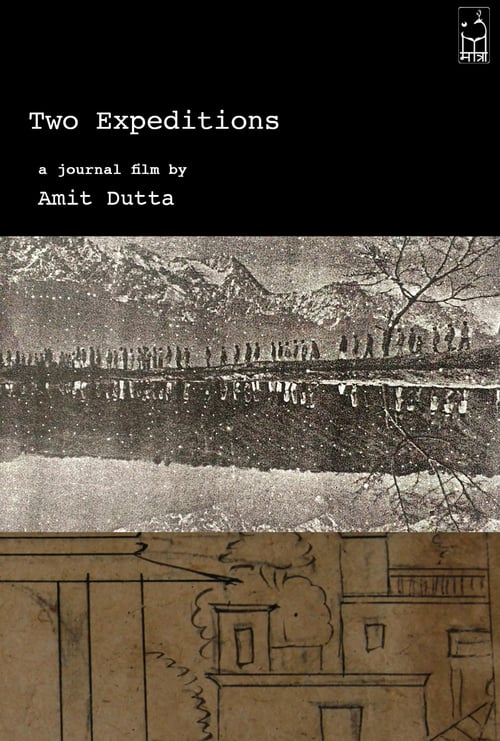 मात्रा
Two Expeditions
a journal film by
Amit Dutta